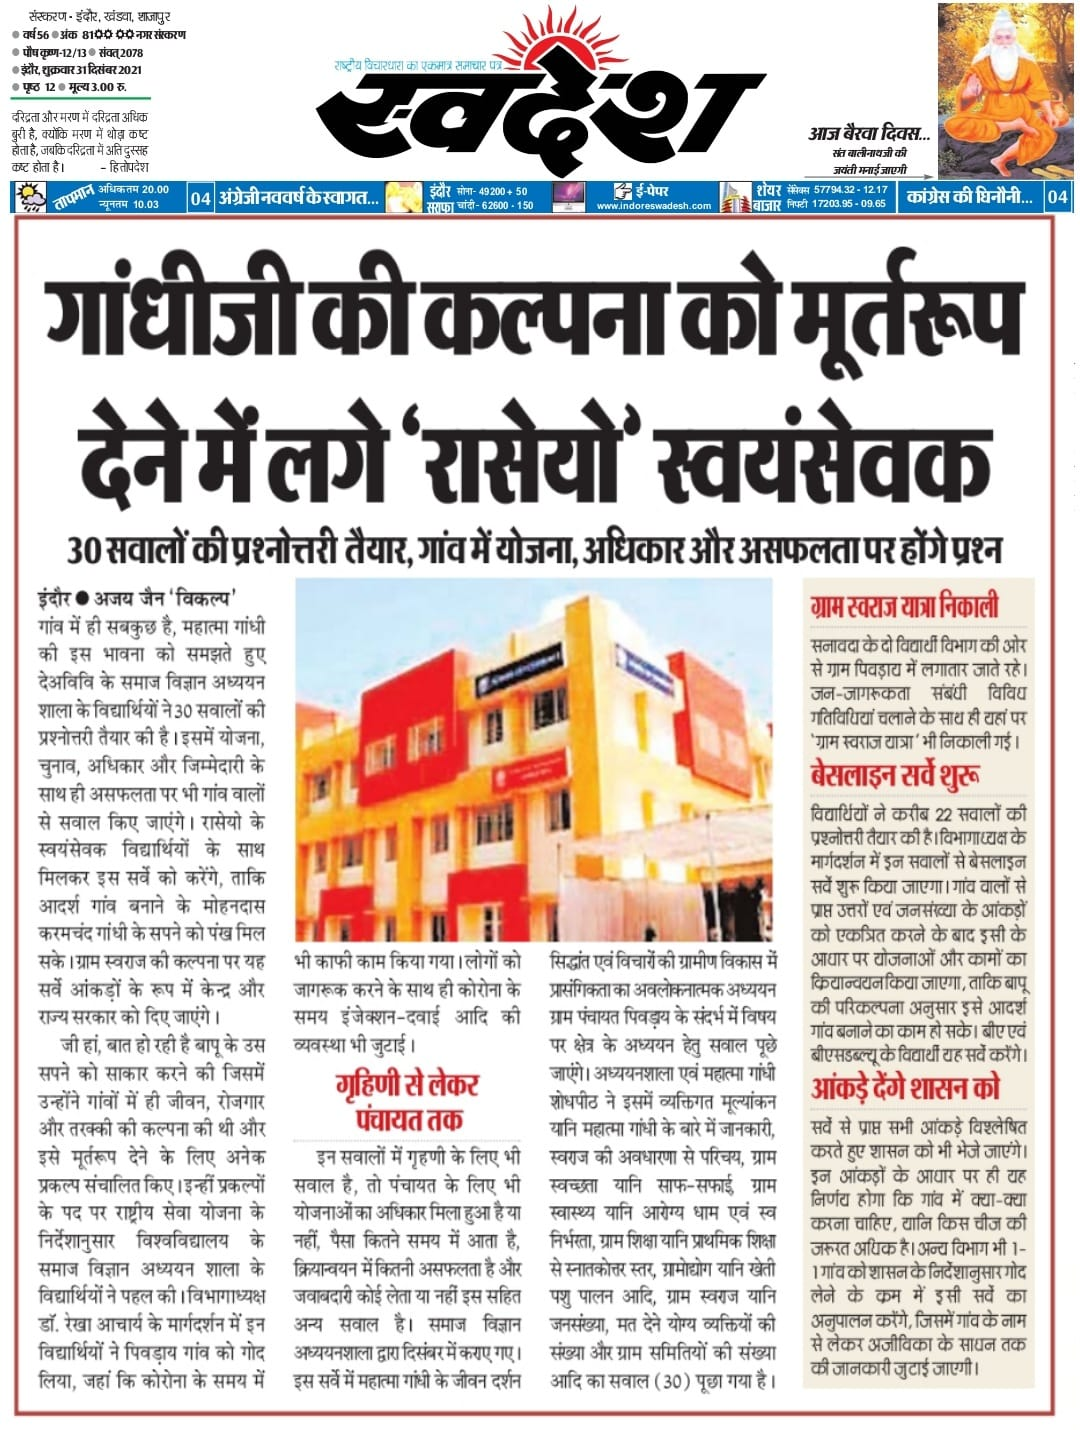 संस्करण - इंदौर, खंडवा, शाजापुर
वर्ष 56 अंक 81 नगर संस्करण
पौष कृष्ण-12/13 संवत् 2078
इंदौर, शुक्रवार 31 दिसंबर 2021
पृष्ठ 12 मूल्य 3.00 रु.
दरिद्रता और मरण में दरिद्रता अधिक
बुरी है, क्योंकि मरण में थोड़ा कष्ट
होता है, जबकि दरिद्रता में अति दुस्सह
कष्ट होता है। - हितोपदेश
राष्ट्रीय विचारधारा का एकमात्र समाचार पत्र
स्वदेश
आज बैरवा दिवस...
संत बालीनाथजी की
जयंती मनाई जाएगी
तापमान अधिकतम 20.00
न्यूनतम 10.03
04 अंग्रेजी नववर्ष के स्वागत...
इंदौर सराफा सोना- 49200 + 50
चांदी- 62600 - 150
ई-पेपर
www.indoreswadesh.com
शेयर बाजार सेंसेक्स 57794.32 - 12.17
निफ्टी 17203.95 - 09.65
कांग्रेस की घिनौनी... 04
गांधीजी की कल्पना को मूर्तरूप
देने में लगे ‘रासेयो’ स्वयंसेवक
30 सवालों की प्रश्नोत्तरी तैयार, गांव में योजना, अधिकार और असफलता पर होंगे प्रश्न
इंदौर ● अजय जैन ‘विकल्प’
गांव में ही सबकुछ है, महात्मा गांधी
की इस भावना को समझते हुए
देअविवि के समाज विज्ञान अध्ययन
शाला के विद्यार्थियों ने 30 सवालों की
प्रश्नोत्तरी तैयार की है। इसमें योजना,
चुनाव, अधिकार और जिम्मेदारी के
साथ ही असफलता पर भी गांव वालों
से सवाल किए जाएंगे। रासेयो के
स्वयंसेवक विद्यार्थियों के साथ
मिलकर इस सर्वे को करेंगे, ताकि
आदर्श गांव बनाने के मोहनदास
करमचंद गांधी के सपने को पंख मिल
सके। ग्राम स्वराज की कल्पना पर यह
सर्वे आंकड़ों के रूप में केन्द्र और
राज्य सरकार को दिए जाएंगे।
जी हां, बात हो रही है बापू के उस
सपने को साकार करने की जिसमें
उन्होंने गांवों में ही जीवन, रोजगार
और तरक्की की कल्पना की थी और
इसे मूर्तरूप देने के लिए अनेक
प्रकल्प संचालित किए। इन्हीं प्रकल्पों
के पद पर राष्ट्रीय सेवा योजना के
निर्देशानुसार विश्वविद्यालय के
समाज विज्ञान अध्ययन शाला के
विद्यार्थियों ने पहल की। विभागाध्यक्ष
डॉ. रेखा आचार्य के मार्गदर्शन में इन
विद्यार्थियों ने पिवड़ाय गांव को गोद
लिया, जहां कि कोरोना के समय में
भी काफी काम किया गया। लोगों को
जागरूक करने के साथ ही कोरोना के
समय इंजेक्शन-दवाई आदि की
व्यवस्था भी जुटाई।
गृहिणी से लेकर
पंचायत तक
इन सवालों में गृहणी के लिए भी
सवाल है, तो पंचायत के लिए भी
योजनाओं का अधिकार मिला हुआ है या
नहीं, पैसा कितने समय में आता है,
क्रियान्वयन में कितनी असफलता है और
जवाबदारी कोई लेता या नहीं इस सहित
अन्य सवाल है। समाज विज्ञान
अध्ययनशाला द्वारा दिसंबर में कराए गए।
इस सर्वे में महात्मा गांधी के जीवन दर्शन
सिद्धांत एवं विचारों की ग्रामीण विकास में
प्रासंगिकता का अवलोकनात्मक अध्ययन
ग्राम पंचायत पिवड़ाय के संदर्भ में विषय
पर क्षेत्र के अध्ययन हेतु सवाल पूछे
जाएंगे। अध्ययनशाला एवं महात्मा गांधी
शोधपीठ ने इसमें व्यक्तिगत मूल्यांकन
यानि महात्मा गांधी के बारे में जानकारी,
स्वराज की अवधारणा से परिचय, ग्राम
स्वच्छता यानि साफ-सफाई, ग्राम
स्वास्थ्य यानि आरोग्य धाम एवं स्व
निर्भरता, ग्राम शिक्षा यानि प्राथमिक शिक्षा
से स्नातकोत्तर स्तर, ग्रामोद्योग यानि खेती
पशु पालन आदि, ग्राम स्वराज यानि
जनसंख्या, मत देने योग्य व्यक्तियों की
संख्या और ग्राम समितियों की संख्या
आदि का सवाल (30) पूछा गया है।
ग्राम स्वराज यात्रा निकाली
सनावदा के दो विद्यार्थी विभाग की ओर
से ग्राम पिवड़ाय में लगातार जाते रहे।
जन-जागरूकता संबंधी विविध
गतिविधियां चलाने के साथ ही यहां पर
‘ग्राम स्वराज यात्रा’ भी निकाली गई।
बेसलाइन सर्वे शुरू
विद्यार्थियों ने करीब 22 सवालों की
प्रश्नोत्तरी तैयार की है। विभागाध्यक्ष के
मार्गदर्शन में इन सवालों से बेसलाइन
सर्वे शुरू किया जाएगा। गांव वालों से
प्राप्त उत्तरों एवं जनसंख्या के आंकड़ों
को एकत्रित करने के बाद इसी के
आधार पर योजनाओं और कामों का
क्रियान्वयन किया जाएगा, ताकि बापू
की परिकल्पना अनुसार इसे आदर्श
गांव बनाने का काम हो सके। बीए एवं
बीएसडब्ल्यू के विद्यार्थी यह सर्वे करेंगे।
आंकड़े देंगे शासन को
सर्वे से प्राप्त सभी आंकड़े विश्लेषित
करते हुए शासन को भी भेजे जाएंगे।
इन आंकड़ों के आधार पर ही यह
निर्णय होगा कि गांव में क्या-क्या
करना चाहिए, यानि किस चीज की
जरूरत अधिक है। अन्य विभाग भी 1-
1 गांव को शासन के निर्देशानुसार गोद
लेने के क्रम में इसी सर्वे का
अनुपालन करेंगे, जिसमें गांव के नाम
से लेकर अजीविका के साधन तक
की जानकारी जुटाई जाएगी।